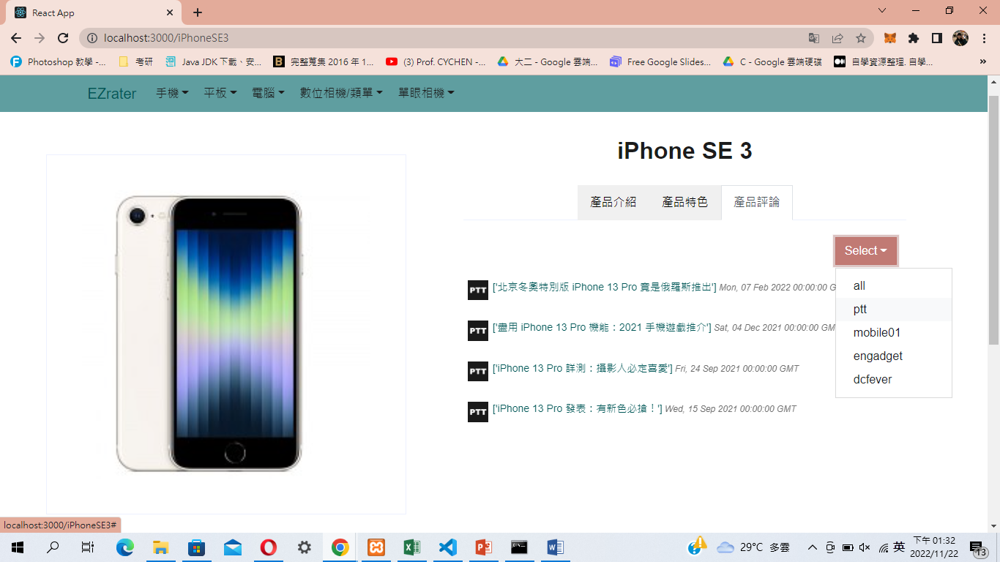 React App
localhost:3000/iPhoneSE3
Photoshop 教學 -...
考研
Java JDK 下載、安...
完整蒐集 2016 年 1...
(3) Prof. CYCHEN -...
大二 - Google 雲端...
Free Google Slides...
C - Google 雲端硬碟
自學資源整理. 自學...
EZrater
手機
平板
電腦
數位相機/類單
單眼相機
iPhone SE 3
產品介紹
產品特色
產品評論
Select
all
ptt
mobile01
engadget
dcfever
PTT ['北京冬奧特別版 iPhone 13 Pro 竟是俄羅斯推出'] Mon, 07 Feb 2022 00:00:00 G
PTT ['盡用 iPhone 13 Pro 機能：2021 手機遊戲推介'] Sat, 04 Dec 2021 00:00:00 GM
PTT ['iPhone 13 Pro 詳測：攝影人必定喜愛'] Fri, 24 Sep 2021 00:00:00 GMT
PTT ['iPhone 13 Pro 發表：有新色必搶！'] Wed, 15 Sep 2021 00:00:00 GMT
localhost:3000/iPhoneSE3#
29°C 多雲
英
下午 01:32
2022/11/22
13